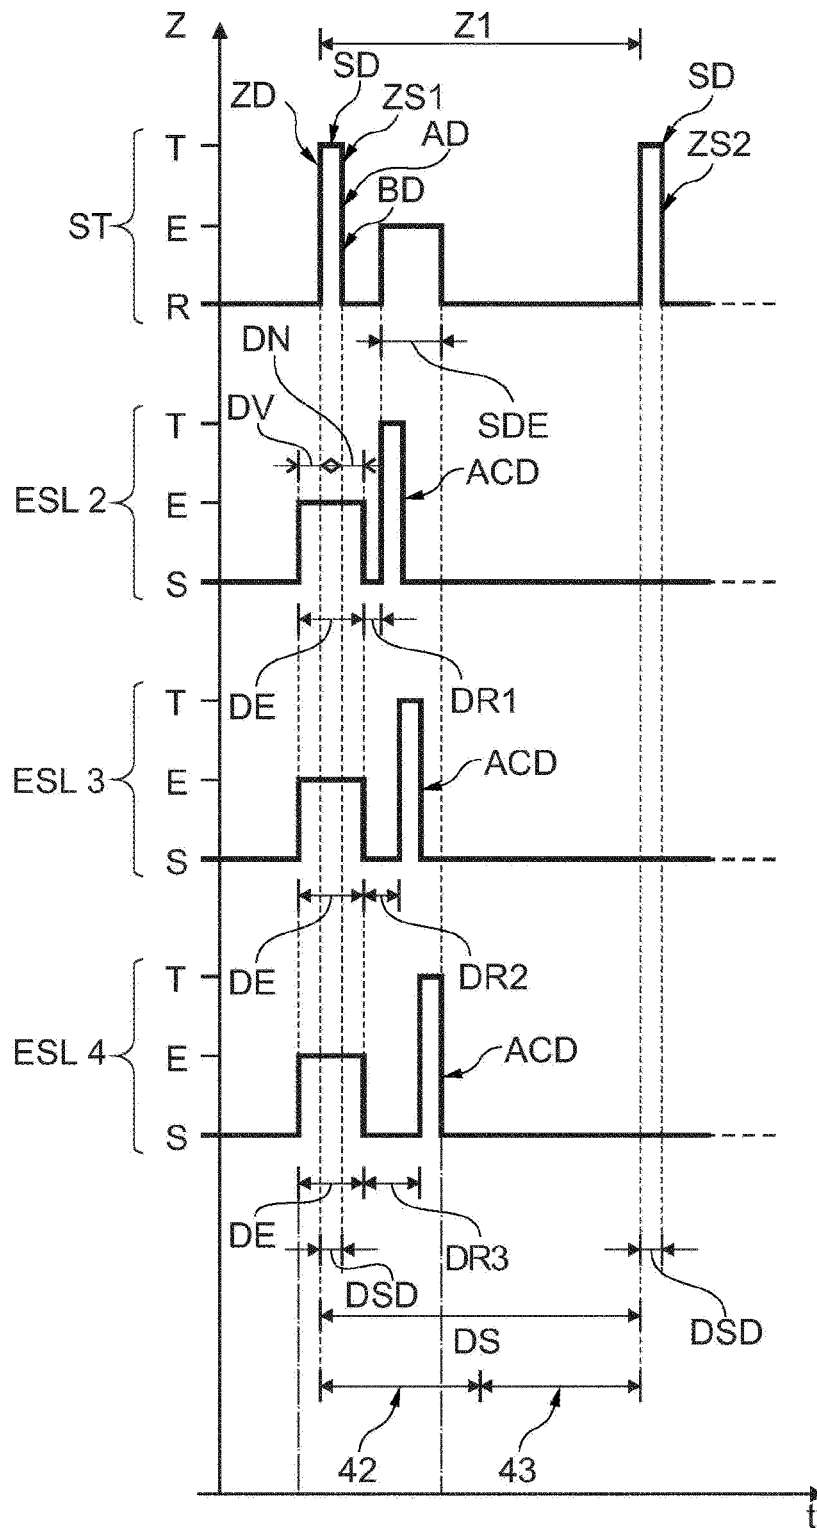 Z
Z1
SD
ZD
ZS1
AD
BD
SD
ZS2
ST
T
E
R
DN
DV
SDE
ESL 2
T
E
S
ACD
DE
DR1
ESL 3
T
E
S
ACD
DE
DR2
ESL 4
T
E
S
ACD
DE
DR3
DSD
DSD
DS
42
43
t